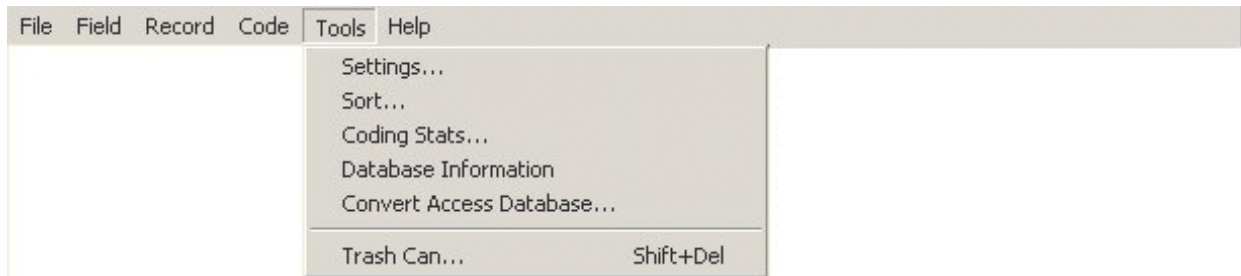 File Field Record Code Tools Help
Settings...
Sort...
Coding Stats...
Database Information
Convert Access Database...
Trash Can... Shift+Del